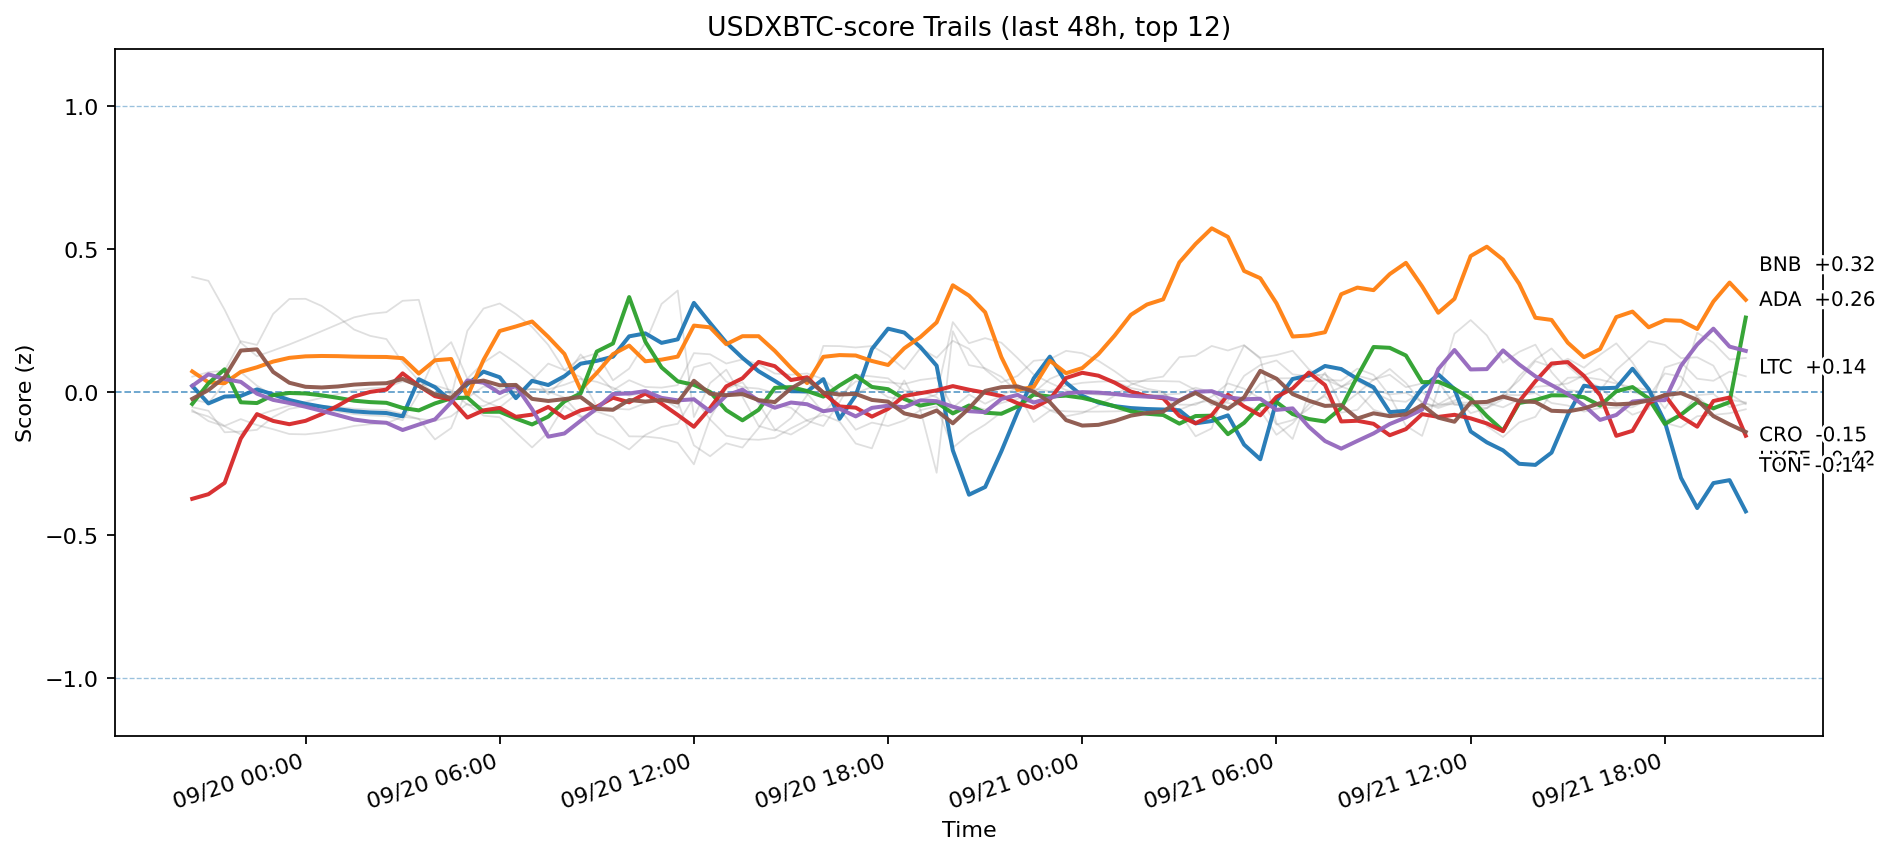 USDXBTC-score Trails (last 48h, top 12)
Score (z)
1.0
0.5
0.0
−0.5
−1.0
BNB +0.32
ADA +0.26
LTC +0.14
CRO -0.15
TON -0.14
09/20 00:00
09/20 06:00
09/20 12:00
09/20 18:00
09/21 00:00
09/21 06:00
09/21 12:00
09/21 18:00
Time